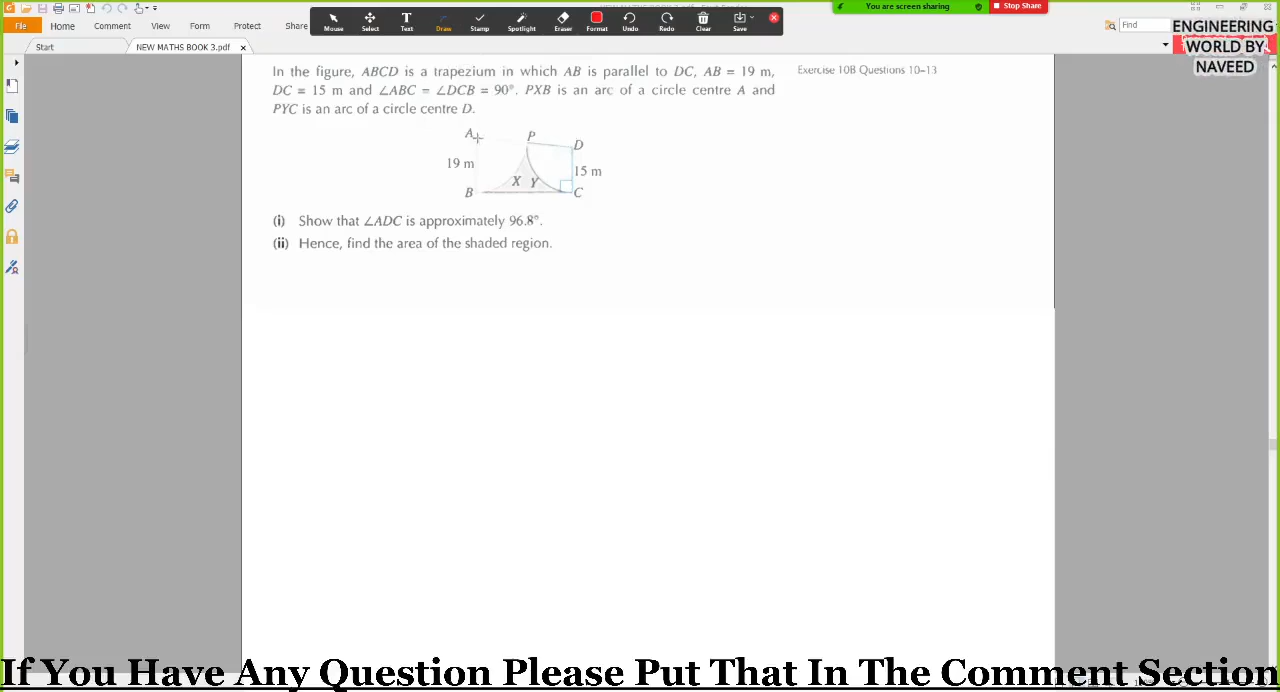 You are screen sharing
Stop Share
File
Home
Comment
View
Form
Protect
Share
Mouse
Select
Text
Draw
Stamp
Spotlight
Eraser
Format
Undo
Redo
Clear
Save
Find
ENGINEERING
WORLD BY
NAVEED
Start
NEW MATHS BOOK 3.pdf
In the figure, ABCD is a trapezium in which AB is parallel to DC, AB = 19 m,
DC = 15 m and ∠ABC = ∠DCB = 90°. PXB is an arc of a circle centre A and
PYC is an arc of a circle centre D.
Exercise 10B Questions 10–13
A
P
D
19 m
15 m
X
Y
B
C
(i) Show that ∠ADC is approximately 96.8°.
(ii) Hence, find the area of the shaded region.
If You Have Any Question Please Put That In The Comment Section